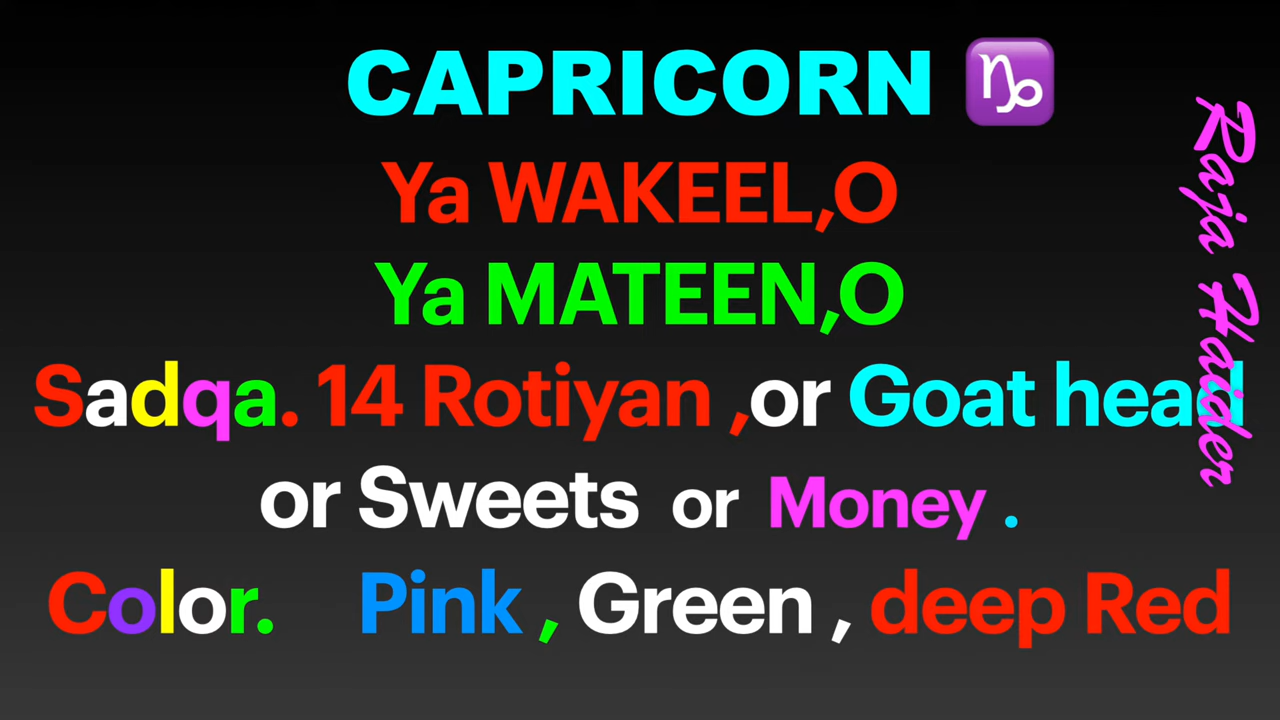 CAPRICORN ♑
Ya WAKEEL,O
Ya MATEEN,O
Sadqa. 14 Rotiyan ,or Goat head
or Sweets or Money .
Color. Pink , Green , deep Red
Raja Haider